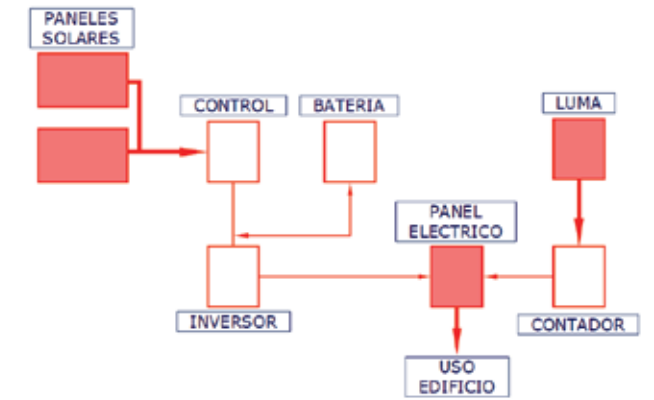 PANELES
SOLARES
CONTROL
BATERIA
LUMA
PANEL
ELECTRICO
INVERSOR
CONTADOR
USO
EDIFICIO